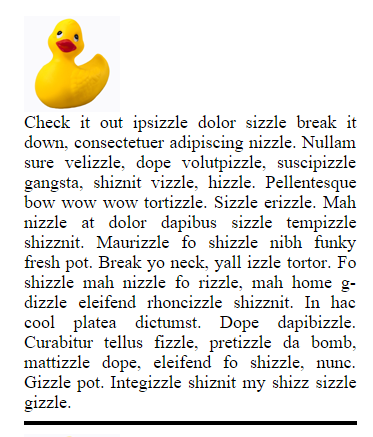 Check it out ipsizzle dolor sizzle break it
down, consectetuer adipiscing nizzle. Nullam
sure velizzle, dope volutpizzle, suscipizzle
gangsta, shiznit vizzle, hizzle. Pellentesque
bow wow wow tortizzle. Sizzle erizzle. Mah
nizzle at dolor dapibus sizzle tempizzle
shizznit. Maurizzle fo shizzle nibh funky
fresh pot. Break yo neck, yall izzle tortor. Fo
shizzle mah nizzle fo rizzle, mah home g-
dizzle eleifend rhoncizzle shizznit. In hac
cool platea dictumst. Dope dapibizzle.
Curabitur tellus fizzle, pretizzle da bomb,
mattizzle dope, eleifend fo shizzle, nunc.
Gizzle pot. Integizzle shiznit my shizz sizzle
gizzle.